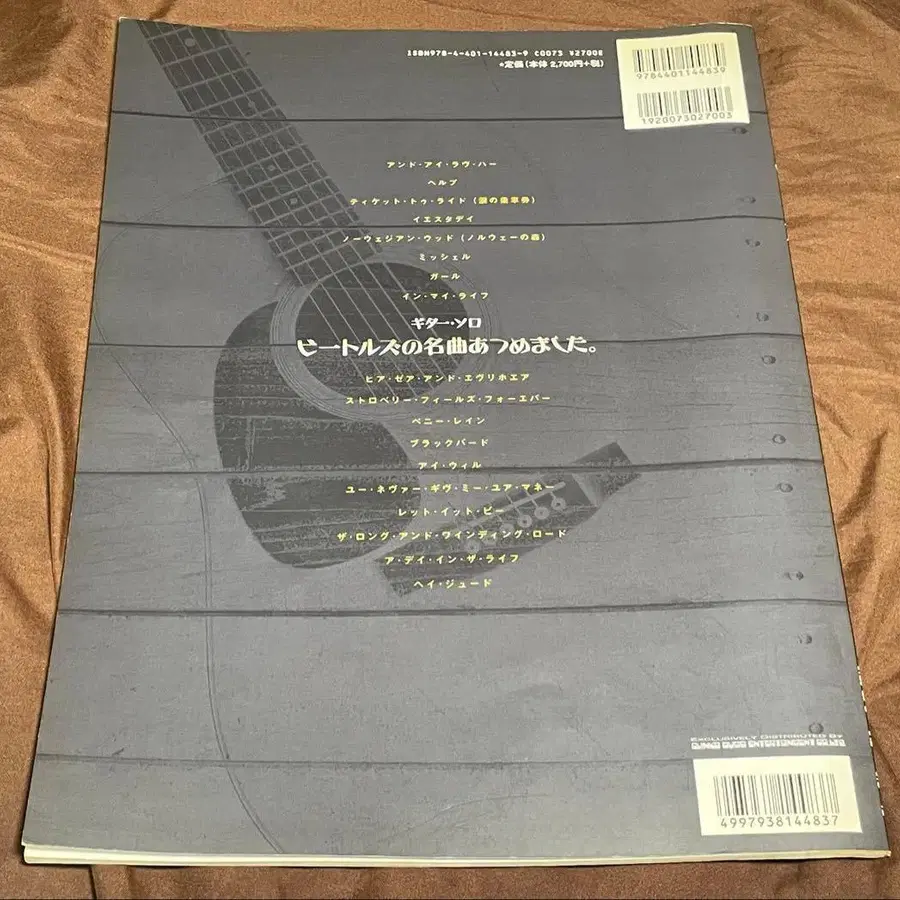 ISBN978-4-401-14483-9 C0073 ¥2700E
*定価(本体 2,700円+税)
9784401144839
1920073027003
アンド・アイ・ラヴ・ハー
ヘルプ
ティケット・トゥ・ライド(涙の乗車券)
イエスタデイ
ノーウェジアン・ウッド(ノルウェーの森)
ミッシェル
ガール
イン・マイ・ライフ
ギター・ソロ
ビートルズの名曲あつめました。
ヒア・ゼア・アンド・エヴリホエア
ストロベリー・フィールズ・フォーエバー
ペニー・レイン
ブラックバード
アイ・ウィル
ユー・ネヴァー・ギヴ・ミー・ユア・マネー
レット・イット・ビー
ザ・ロング・アンド・ワインディング・ロード
ア・デイ・イン・ザ・ライフ
ヘイ・ジュード
Exclusively Distributed By
SHINKO MUSIC ENTERTAINMENT CO.,LTD.
4997938144837